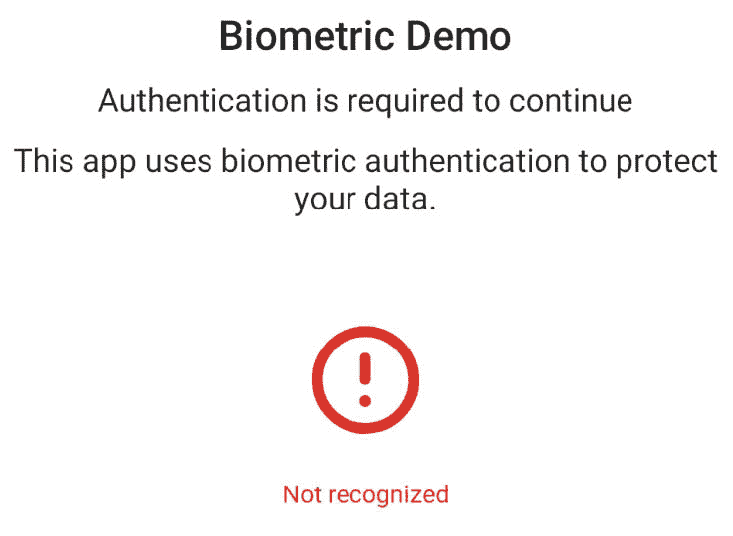 Biometric Demo
Authentication is required to continue
This app uses biometric authentication to protect
your data.
Not recognized